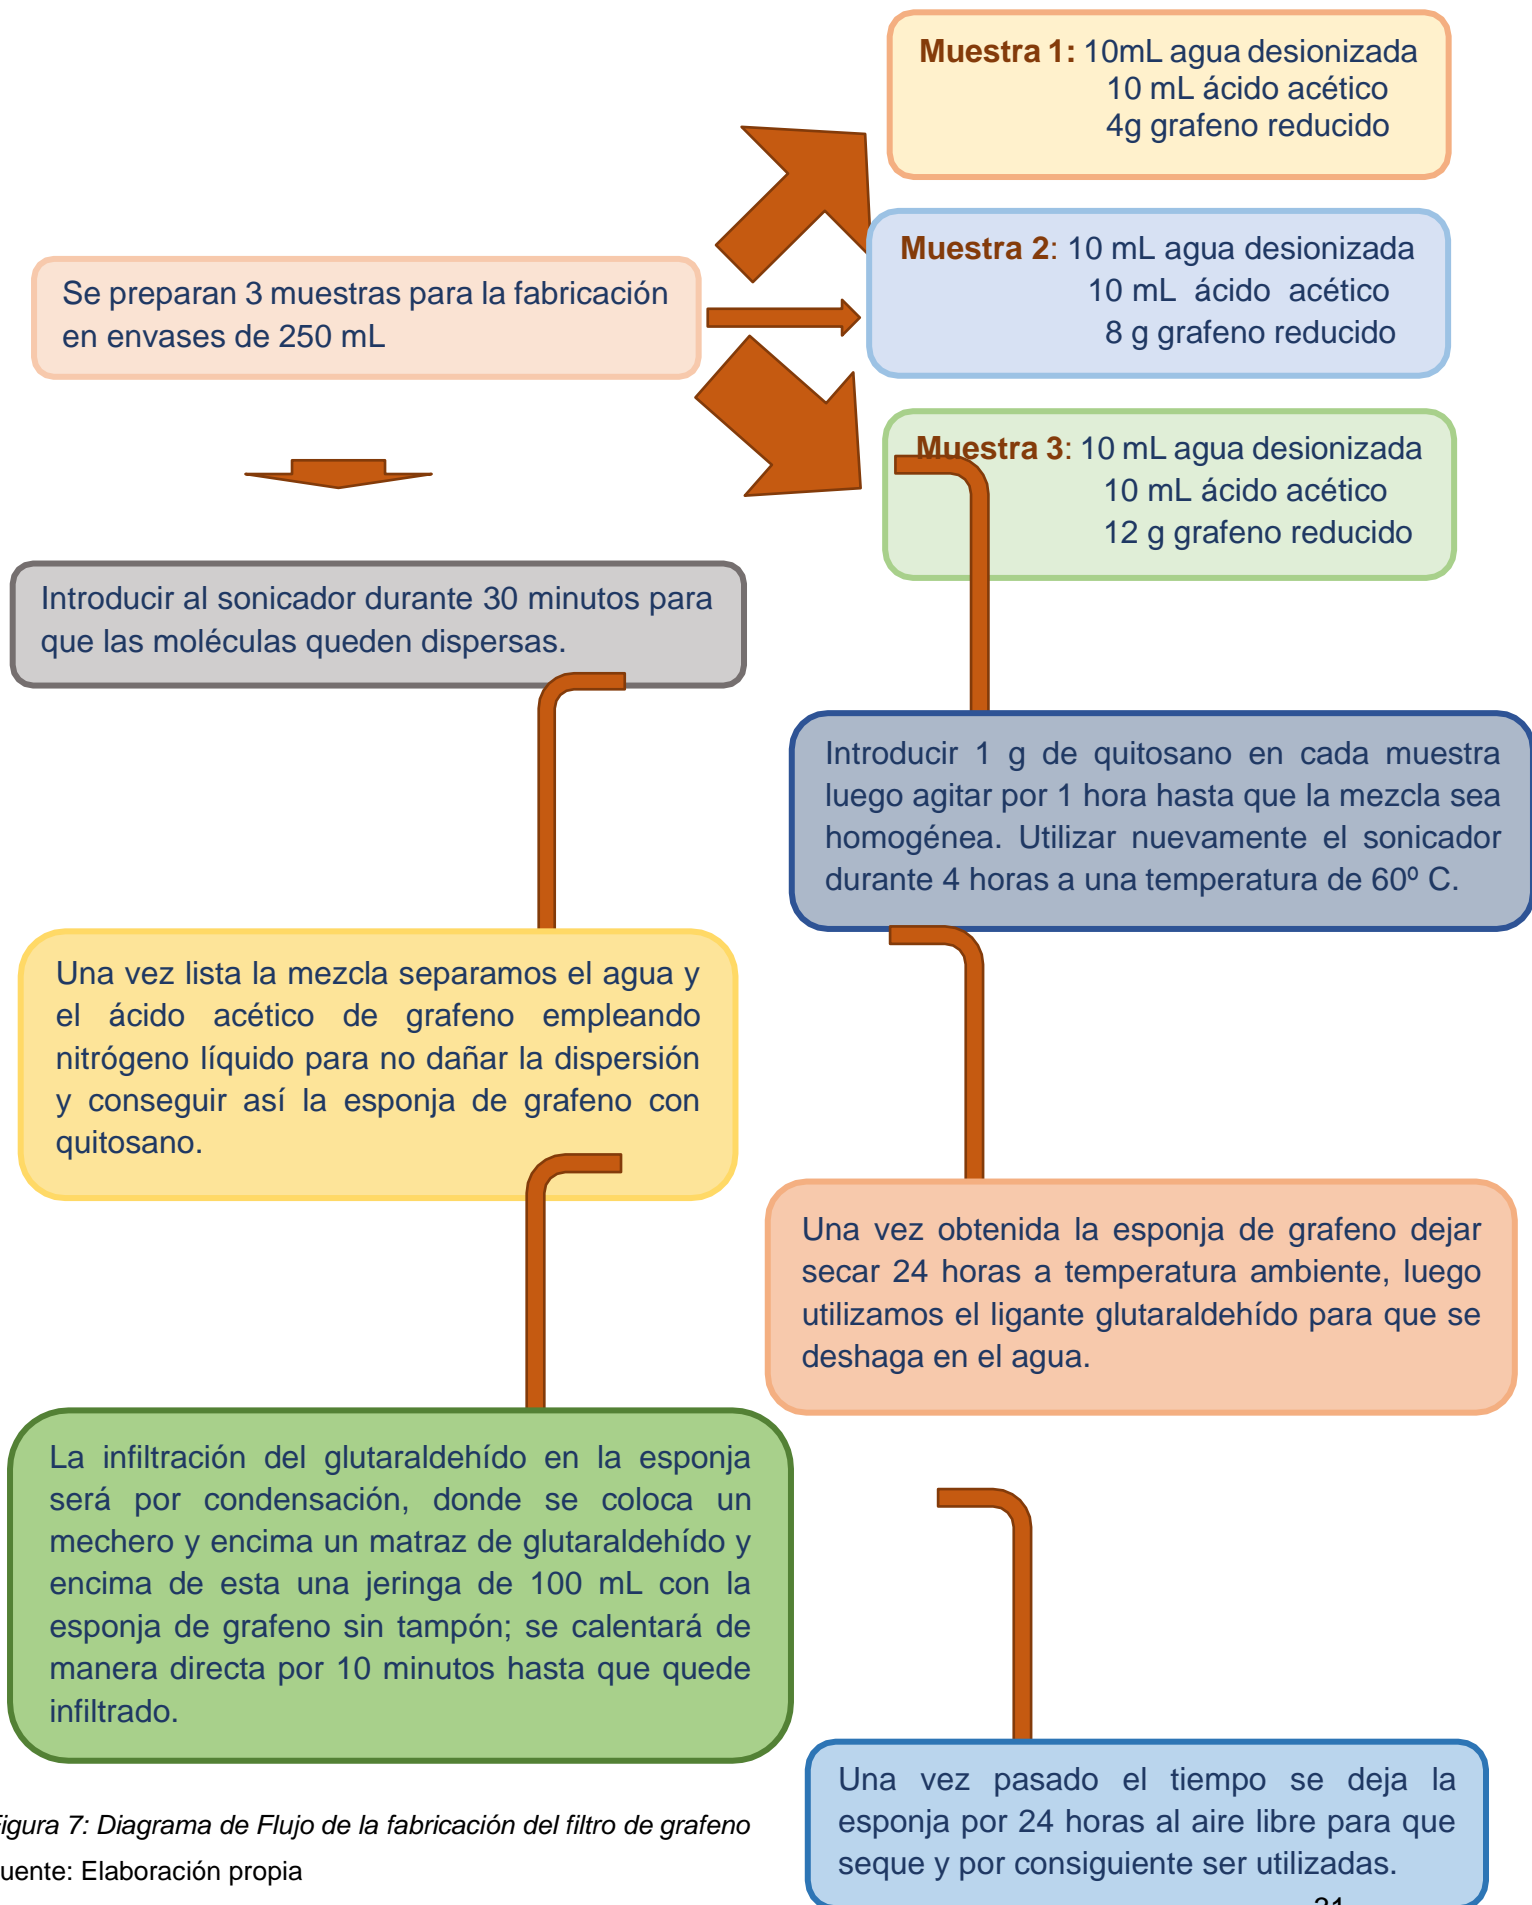 Muestra 1: 10mL agua desionizada
10 mL ácido acético
4g grafeno reducido
Se preparan 3 muestras para la fabricación
en envases de 250 mL
Muestra 2: 10 mL agua desionizada
10 mL ácido acético
8 g grafeno reducido
Muestra 3: 10 mL agua desionizada
10 mL ácido acético
12 g grafeno reducido
Introducir al sonicador durante 30 minutos para
que las moléculas queden dispersas.
Introducir 1 g de quitosano en cada muestra
luego agitar por 1 hora hasta que la mezcla sea
homogénea. Utilizar nuevamente el sonicador
durante 4 horas a una temperatura de 60º C.
Una vez lista la mezcla separamos el agua y
el ácido acético de grafeno empleando
nitrógeno líquido para no dañar la dispersión
y conseguir así la esponja de grafeno con
quitosano.
Una vez obtenida la esponja de grafeno dejar
secar 24 horas a temperatura ambiente, luego
utilizamos el ligante glutaraldehído para que se
deshaga en el agua.
La infiltración del glutaraldehído en la esponja
será por condensación, donde se coloca un
mechero y encima un matraz de glutaraldehído y
encima de esta una jeringa de 100 mL con la
esponja de grafeno sin tampón; se calentará de
manera directa por 10 minutos hasta que quede
infiltrado.
Una vez pasado el tiempo se deja la
esponja por 24 horas al aire libre para que
seque y por consiguiente ser utilizadas.
igura 7: Diagrama de Flujo de la fabricación del filtro de grafeno
uente: Elaboración propia